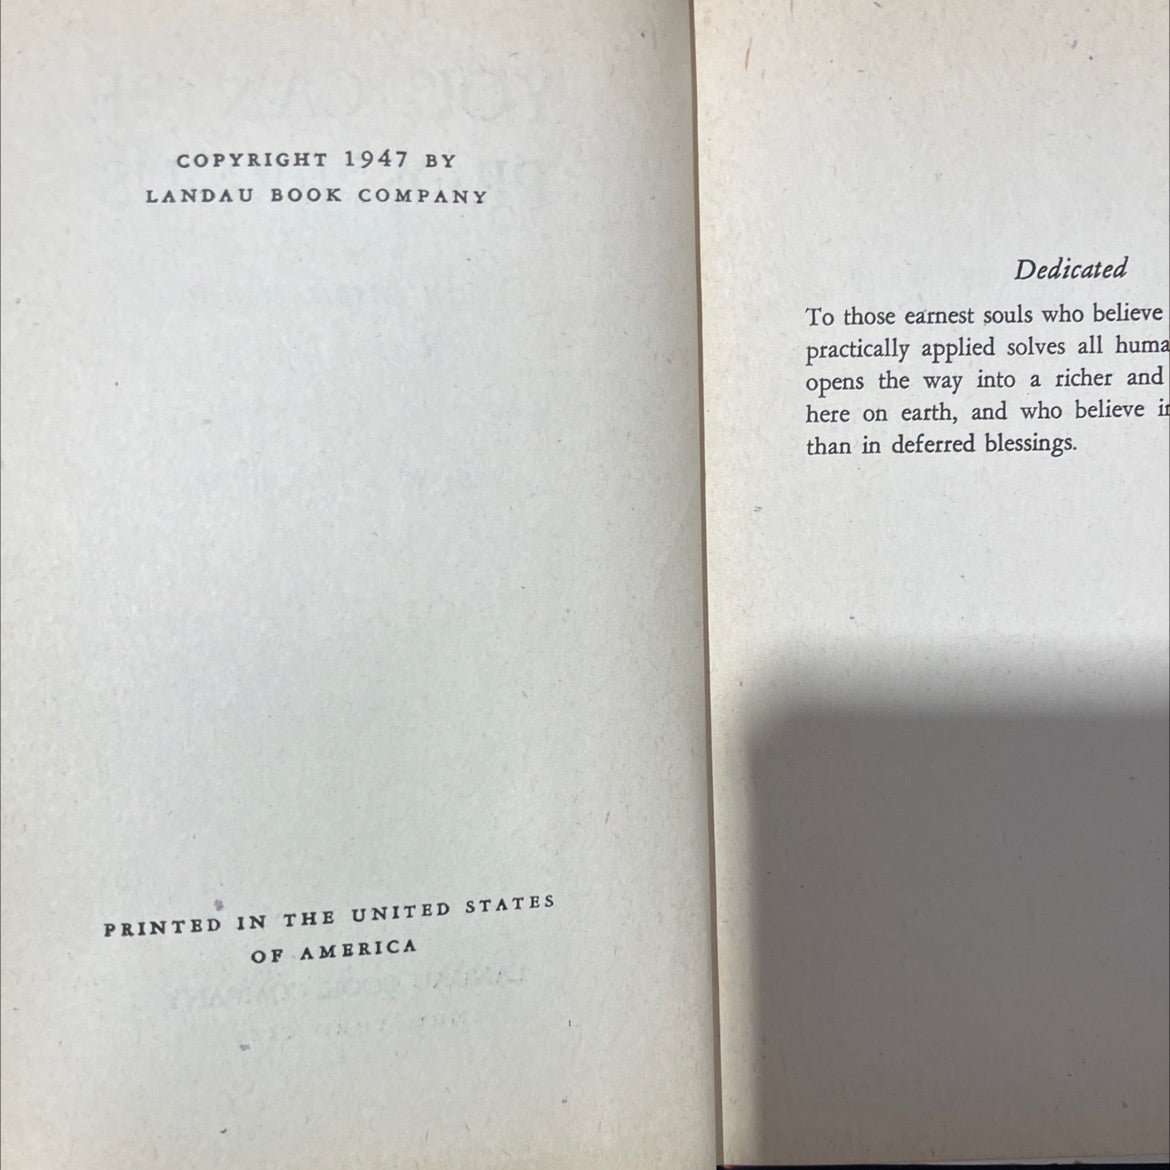 COPYRIGHT 1947 BY
LANDAU BOOK COMPANY
PRINTED IN THE UNITED STATES
OF AMERICA
Dedicated
To those earnest souls who believe
practically applied solves all huma
opens the way into a richer and
here on earth, and who believe in
than in deferred blessings.